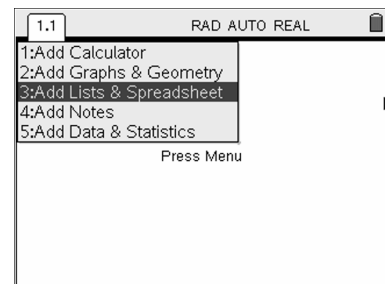 1.1 RAD AUTO REAL
1:Add Calculator
2:Add Graphs & Geometry
3:Add Lists & Spreadsheet
4:Add Notes
5:Add Data & Statistics
Press Menu